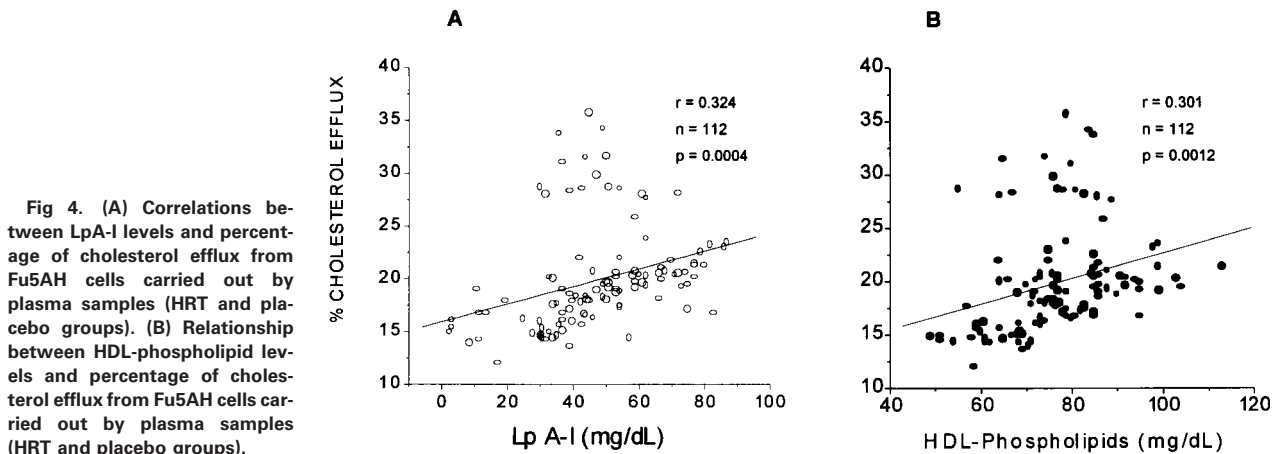 A
B
% CHOLESTEROL EFFLUX
40
35
30
25
20
15
10
r = 0.324
n = 112
p = 0.0004
0
20
40
60
80
100
Lp A-I (mg/dL)
40
35
30
25
20
15
10
r = 0.301
n = 112
p = 0.0012
40
60
80
100
120
HDL-Phospholipids (mg/dL)
Fig 4. (A) Correlations be-
tween LpA-I levels and percent-
age of cholesterol efflux from
Fu5AH cells carried out by
plasma samples (HRT and pla-
cebo groups). (B) Relationship
between HDL-phospholipid lev-
els and percentage of choles-
terol efflux from Fu5AH cells car-
ried out by plasma samples
(HRT and placebo groups).